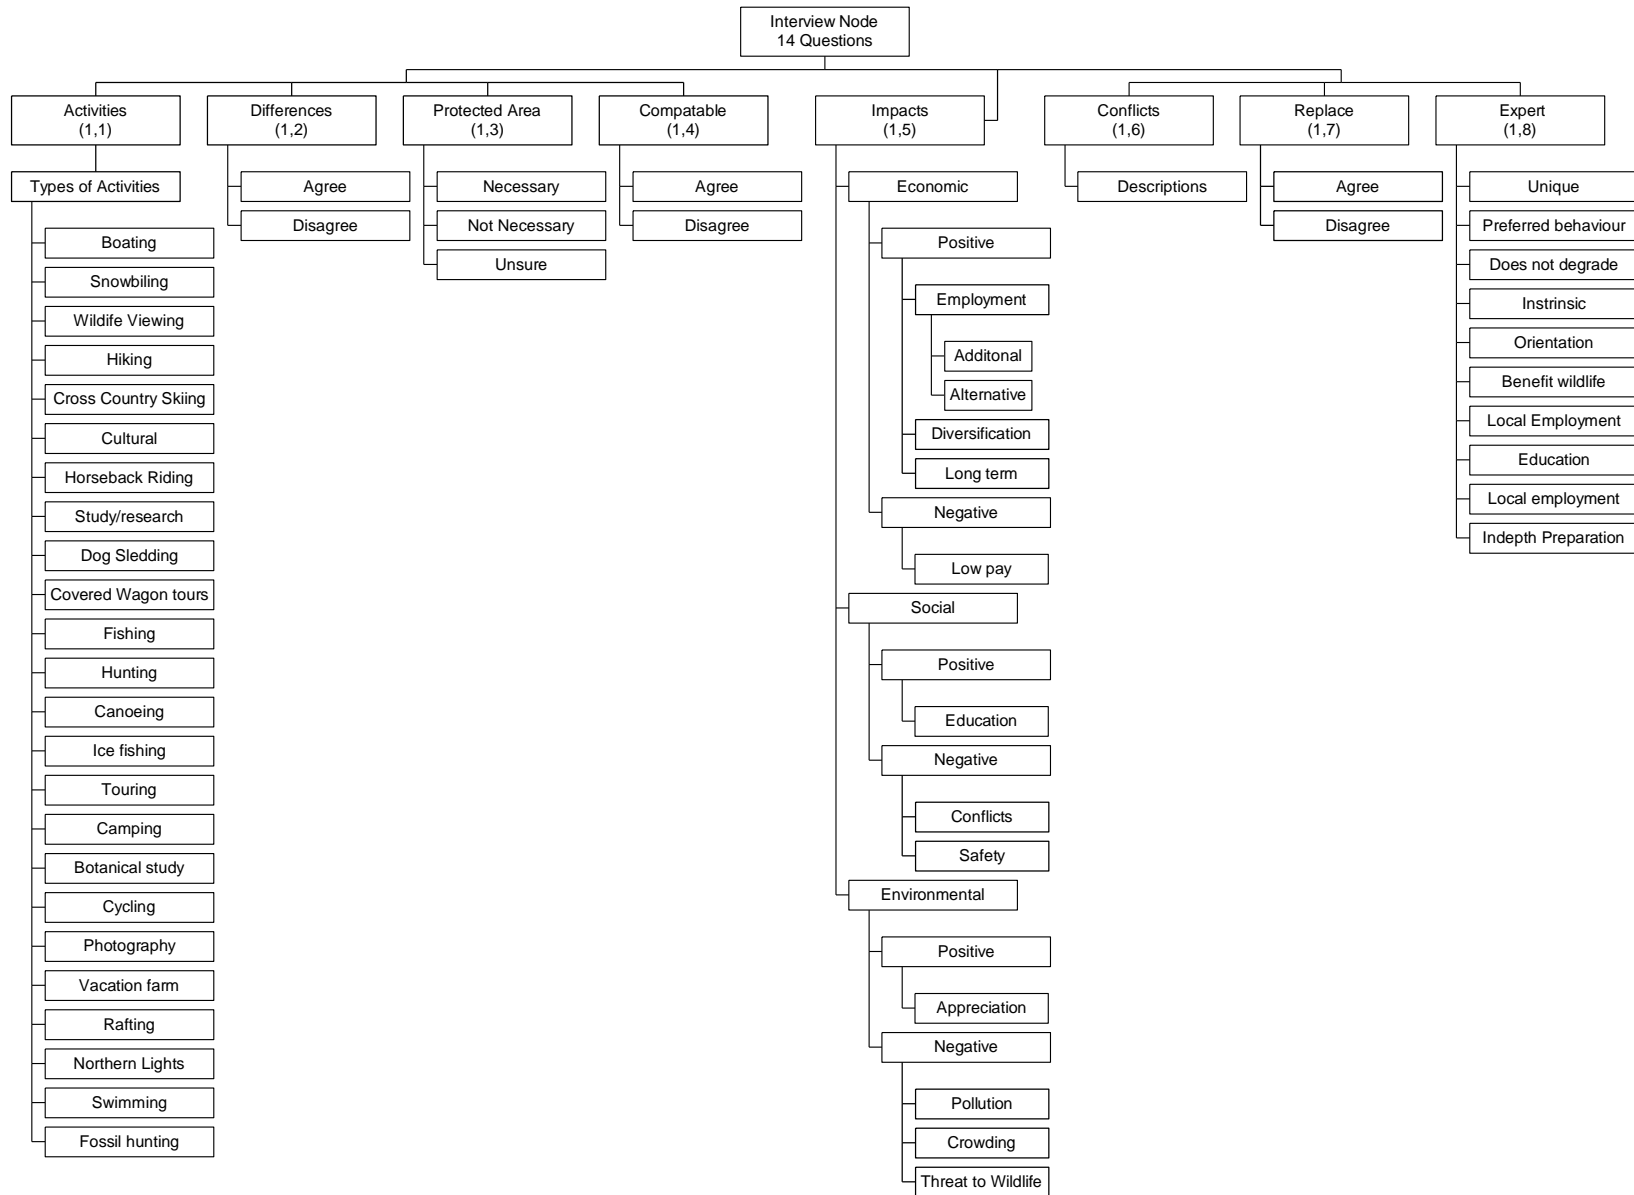 Interview Node
14 Questions
Activities
(1,1)
Types of Activities
Boating
Snowbiling
Wildife Viewing
Hiking
Cross Country Skiing
Cultural
Horseback Riding
Study/research
Dog Sledding
Covered Wagon tours
Fishing
Hunting
Canoeing
Ice fishing
Touring
Camping
Botanical study
Cycling
Photography
Vacation farm
Rafting
Northern Lights
Swimming
Fossil hunting
Differences
(1,2)
Agree
Disagree
Protected Area
(1,3)
Necessary
Not Necessary
Unsure
Compatable
(1,4)
Agree
Disagree
Impacts
(1,5)
Economic
Positive
Employment
Additonal
Alternative
Diversification
Long term
Negative
Low pay
Social
Positive
Education
Negative
Conflicts
Safety
Environmental
Positive
Appreciation
Negative
Pollution
Crowding
Threat to Wildlife
Conflicts
(1,6)
Descriptions
Replace
(1,7)
Agree
Disagree
Expert
(1,8)
Unique
Preferred behaviour
Does not degrade
Instrinsic
Orientation
Benefit wildlife
Local Employment
Education
Local employment
Indepth Preparation